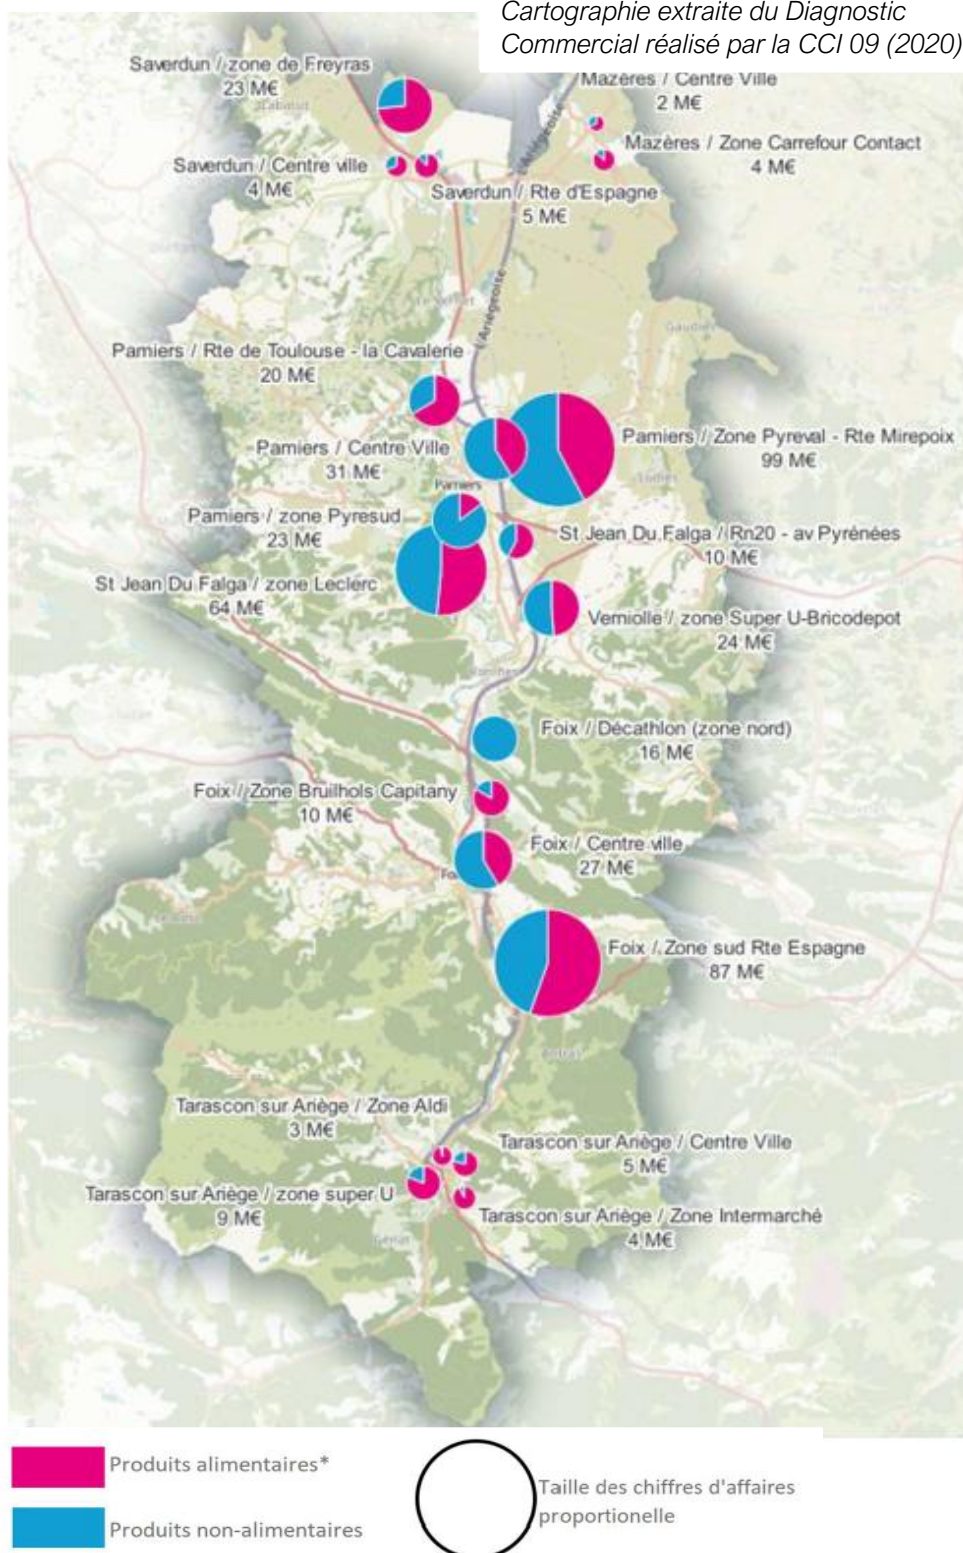 Cartographie extraite du Diagnostic
Commercial réalisé par la CCI 09 (2020)
Saverdun / zone de Freyras
23 M€
Mazères / Centre Ville
2 M€
Mazères / Zone Carrefour Contact
4 M€
Saverdun / Centre ville
4 M€
Saverdun / Rte d'Espagne
5 M€
L'Ariégeoise
L'Ariégeoise
Gaudiès
Pamiers / Rte de Toulouse - la Cavalerie
20 M€
Pamiers / Centre Ville
31 M€
Pamiers / Zone Pyreval - Rte Mirepoix
99 M€
Pamiers
Ludiès
Pamiers / zone Pyresud
23 M€
St Jean Du Falga / Rn20 - av Pyrénées
10 M€
St Jean Du Falga / zone Leclerc
64 M€
Verniolle / zone Super U-Bricodepot
24 M€
Foix / Décathlon (zone nord)
16 M€
Foix / Zone Bruilhols Capitany
10 M€
Foix / Centre ville
27 M€
Foix / Zone sud Rte Espagne
87 M€
Tarascon sur Ariège / Zone Aldi
3 M€
Tarascon sur Ariège / Centre Ville
5 M€
Tarascon sur Ariège / zone super U
9 M€
Tarascon sur Ariège / Zone Intermarché
4 M€
Génat
Produits alimentaires*
Produits non-alimentaires
Taille des chiffres d'affaires
proportionelle